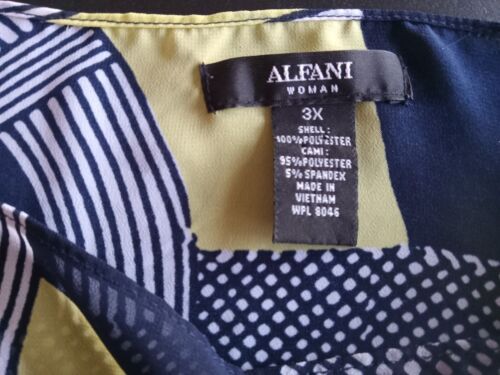 ALFANI
WOMAN
3X
SHELL:
100%POLYESTER
CAMI:
95%POLYESTER
5% SPANDEX
MADE IN
VIETNAM
WPL 8046